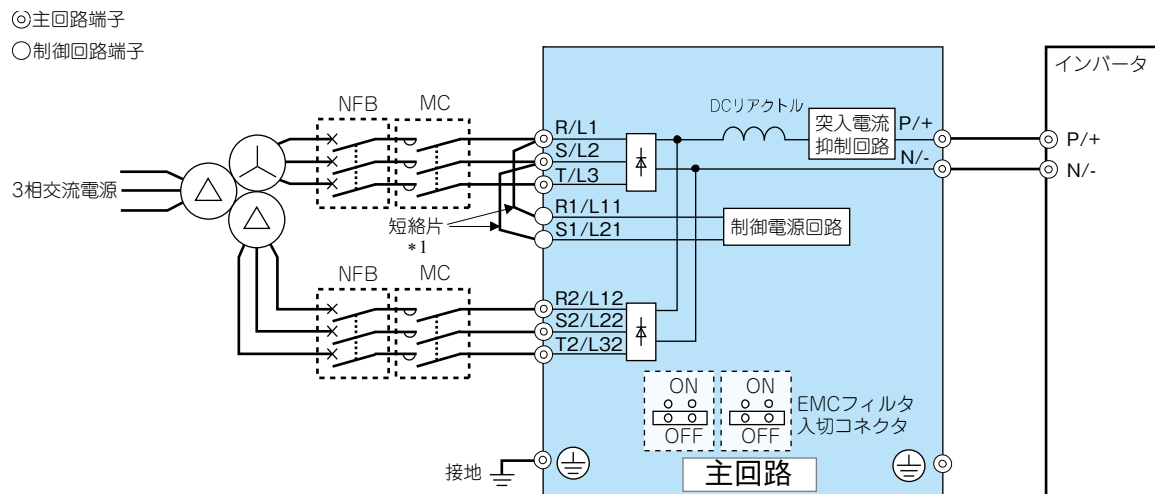 ◎主回路端子
○制御回路端子
インバータ
NFB
MC
DCリアクトル
突入電流
抑制回路
R/L1
S/L2
T/L3
P/+
N/-
P/+
N/-
3相交流電源
短絡片
*1
R1/L11
S1/L21
制御電源回路
NFB
MC
R2/L12
S2/L22
T2/L32
ON
OFF
ON
OFF
EMCフィルタ
入切コネクタ
接地
主回路